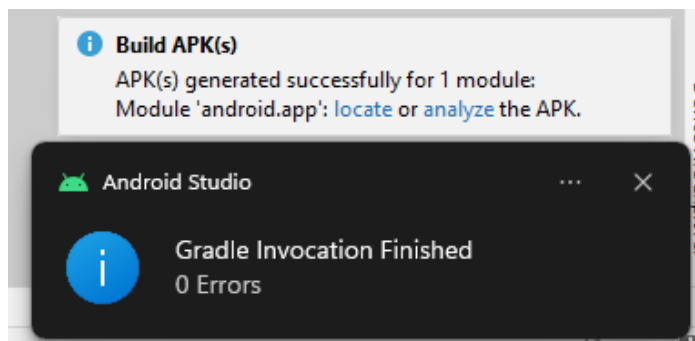 Build APK(s)
APK(s) generated successfully for 1 module:
Module 'android.app': locate or analyze the APK.
Android Studio
Gradle Invocation Finished
0 Errors